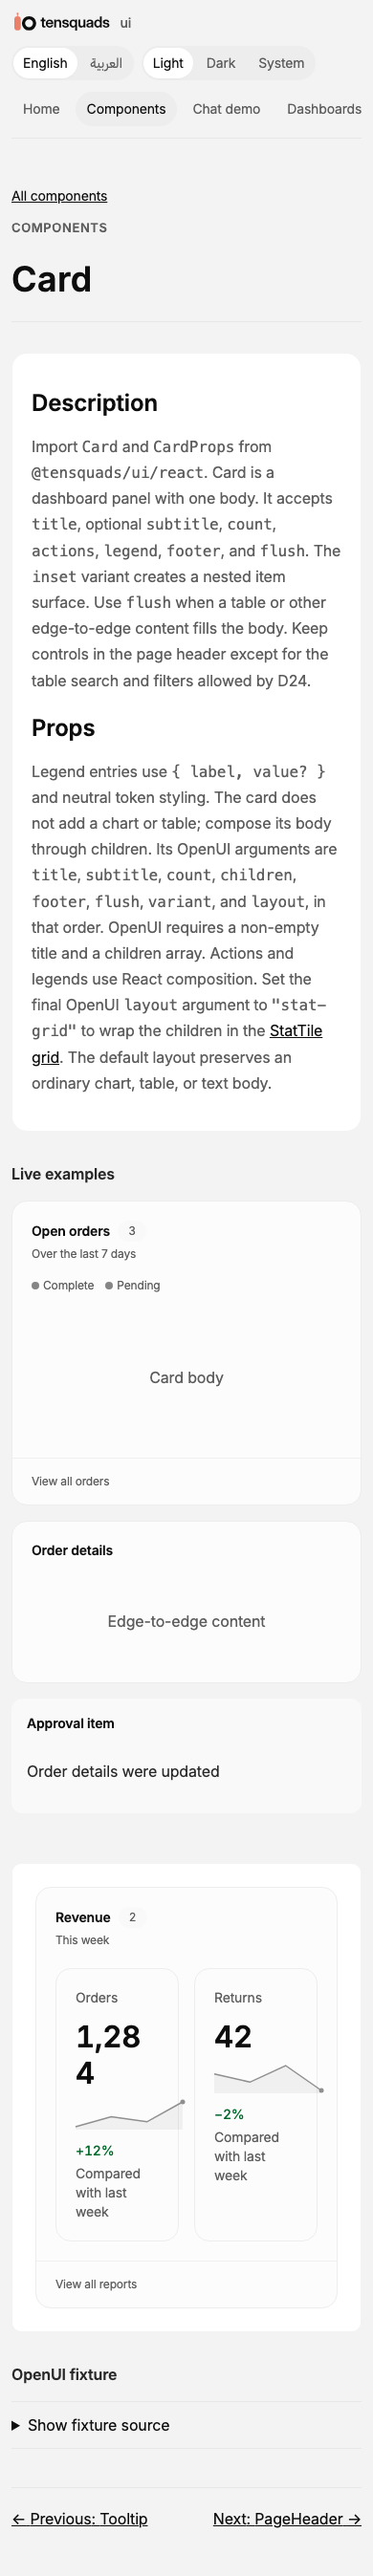 tensquads ui
English العربية Light Dark System
Home Components Chat demo Dashboards
All components
COMPONENTS
Card
Description
Import Card and CardProps from
@tensquads/ui/react. Card is a
dashboard panel with one body. It accepts
title, optional subtitle, count,
actions, legend, footer, and flush. The
inset variant creates a nested item
surface. Use flush when a table or other
edge-to-edge content fills the body. Keep
controls in the page header except for the
table search and filters allowed by D24.
Props
Legend entries use { label, value? }
and neutral token styling. The card does
not add a chart or table; compose its body
through children. Its OpenUI arguments are
title, subtitle, count, children,
footer, flush, variant, and layout, in
that order. OpenUI requires a non-empty
title and a children array. Actions and
legends use React composition. Set the
final OpenUI layout argument to "stat-
grid" to wrap the children in the StatTile
grid. The default layout preserves an
ordinary chart, table, or text body.
Live examples
Open orders 3
Over the last 7 days
Complete Pending
Card body
View all orders
Order details
Edge-to-edge content
Approval item
Order details were updated
Revenue 2
This week
Orders
1,28
4
+12%
Compared
with last
week
Returns
42
−2%
Compared
with last
week
View all reports
OpenUI fixture
Show fixture source
← Previous: Tooltip
Next: PageHeader →